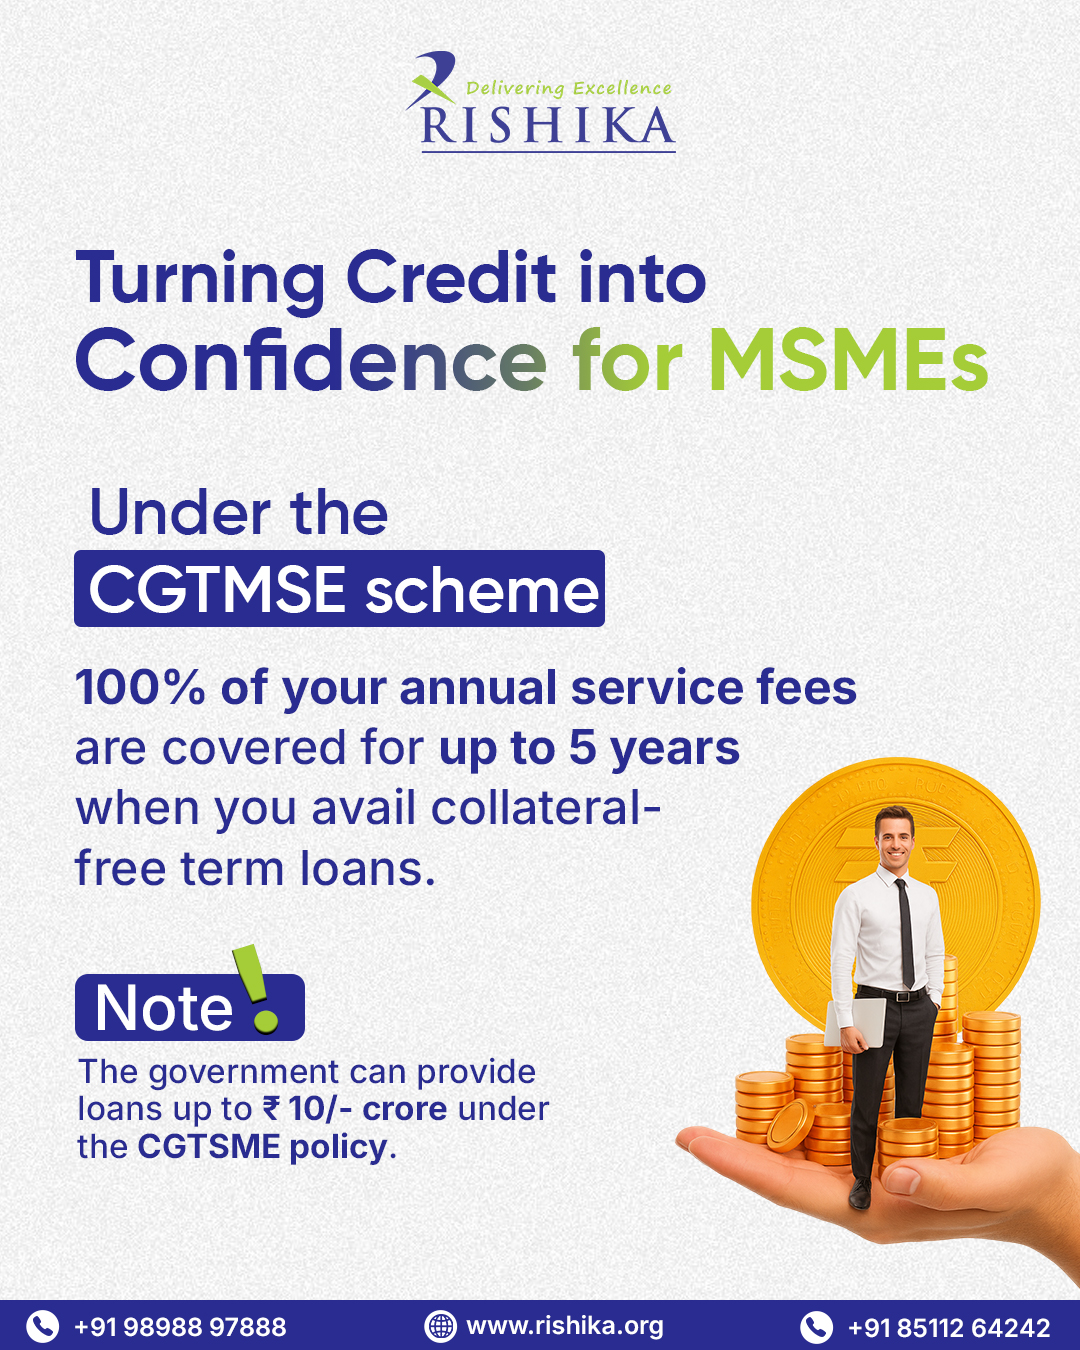 Delivering Excellence
RISHIKA
Turning Credit into
Confidence for MSMEs
Under the
CGTMSE scheme
100% of your annual service fees
are covered for up to 5 years
when you avail collateral-
free term loans.
Note!
The government can provide
loans up to ₹ 10/- crore under
the CGTSME policy.
+91 98988 97888
www.rishika.org
+91 85112 64242